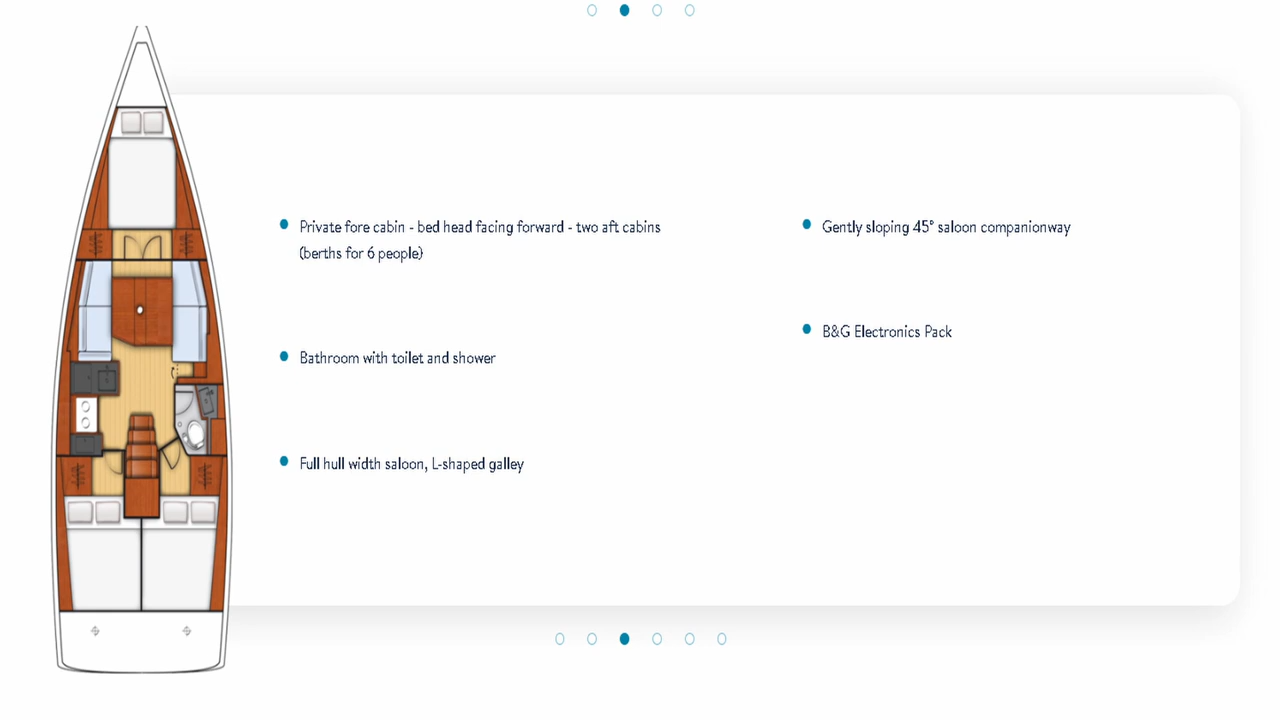 Private fore cabin - bed head facing forward - two aft cabins
(berths for 6 people)
Bathroom with toilet and shower
Full hull width saloon, L-shaped galley
Gently sloping 45° saloon companionway
B&G Electronics Pack